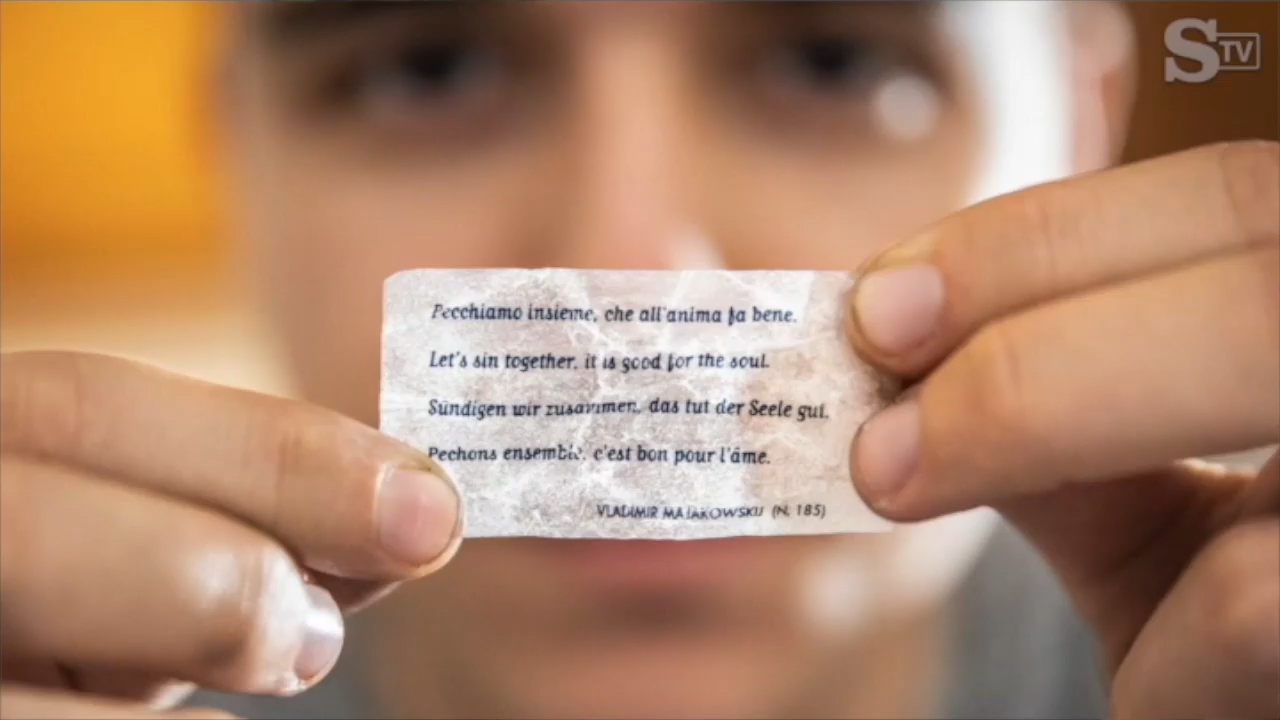 STV
Pecchiamo insieme, che all'anima fa bene.
Let's sin together, it is good for the soul.
Sündigen wir zusammen, das tut der Seele gut.
Pechons ensemble, c'est bon pour l'âme.
VLADIMIR MAJAKOWSKIJ (N. 185)